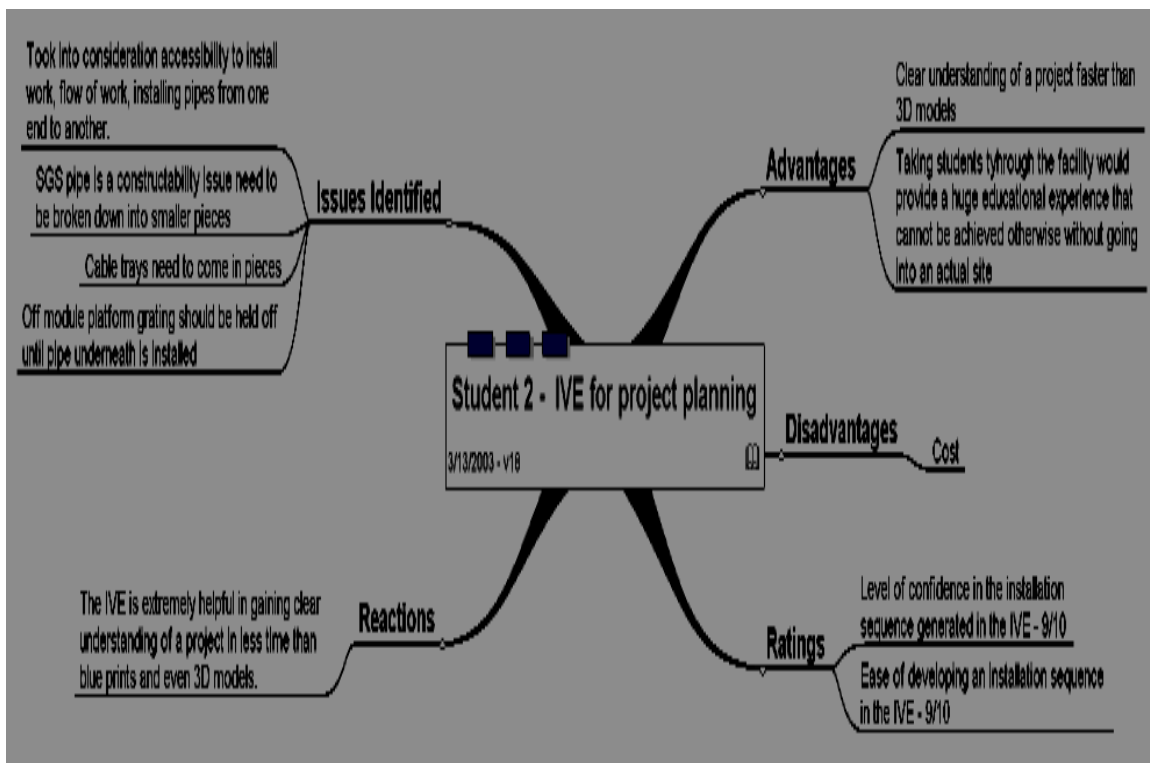 Took into consideration accessibility to install
work, flow of work, installing pipes from one
end to another.
SGS pipe is a constructability issue need to
be broken down into smaller pieces
Cable trays need to come in pieces
Off module platform grating should be held off
until pipe underneath is installed
Issues Identified
Advantages
Clear understanding of a project faster than
3D models
Taking students tyhrough the facility would
provide a huge educational experience that
cannot be achieved otherwise without going
into an actual site
Student 2 - IVE for project planning
3/13/2003 - v18
Disadvantages
Cost
Reactions
The IVE is extremely helpful in gaining clear
understanding of a project in less time than
blue prints and even 3D models.
Ratings
Level of confidence in the installation
sequence generated in the IVE - 9/10
Ease of developing an installation sequence
in the IVE - 9/10